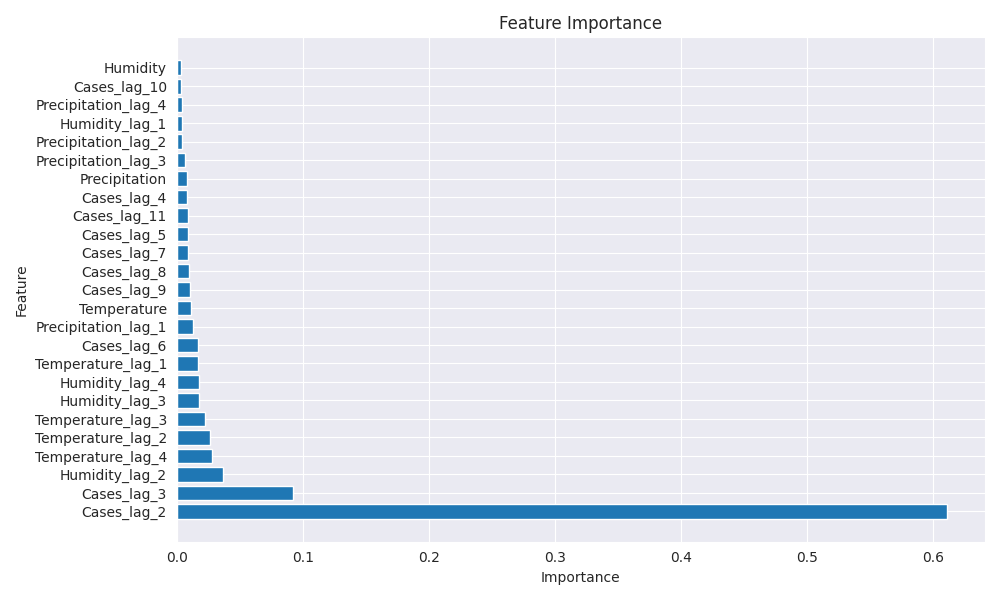 Feature Importance
Humidity
Cases_lag_10
Precipitation_lag_4
Humidity_lag_1
Precipitation_lag_2
Precipitation_lag_3
Precipitation
Cases_lag_4
Cases_lag_11
Cases_lag_5
Cases_lag_7
Cases_lag_8
Cases_lag_9
Temperature
Precipitation_lag_1
Cases_lag_6
Temperature_lag_1
Humidity_lag_4
Humidity_lag_3
Temperature_lag_3
Temperature_lag_2
Temperature_lag_4
Humidity_lag_2
Cases_lag_3
Cases_lag_2
Feature
0.0 0.1 0.2 0.3 0.4 0.5 0.6
Importance